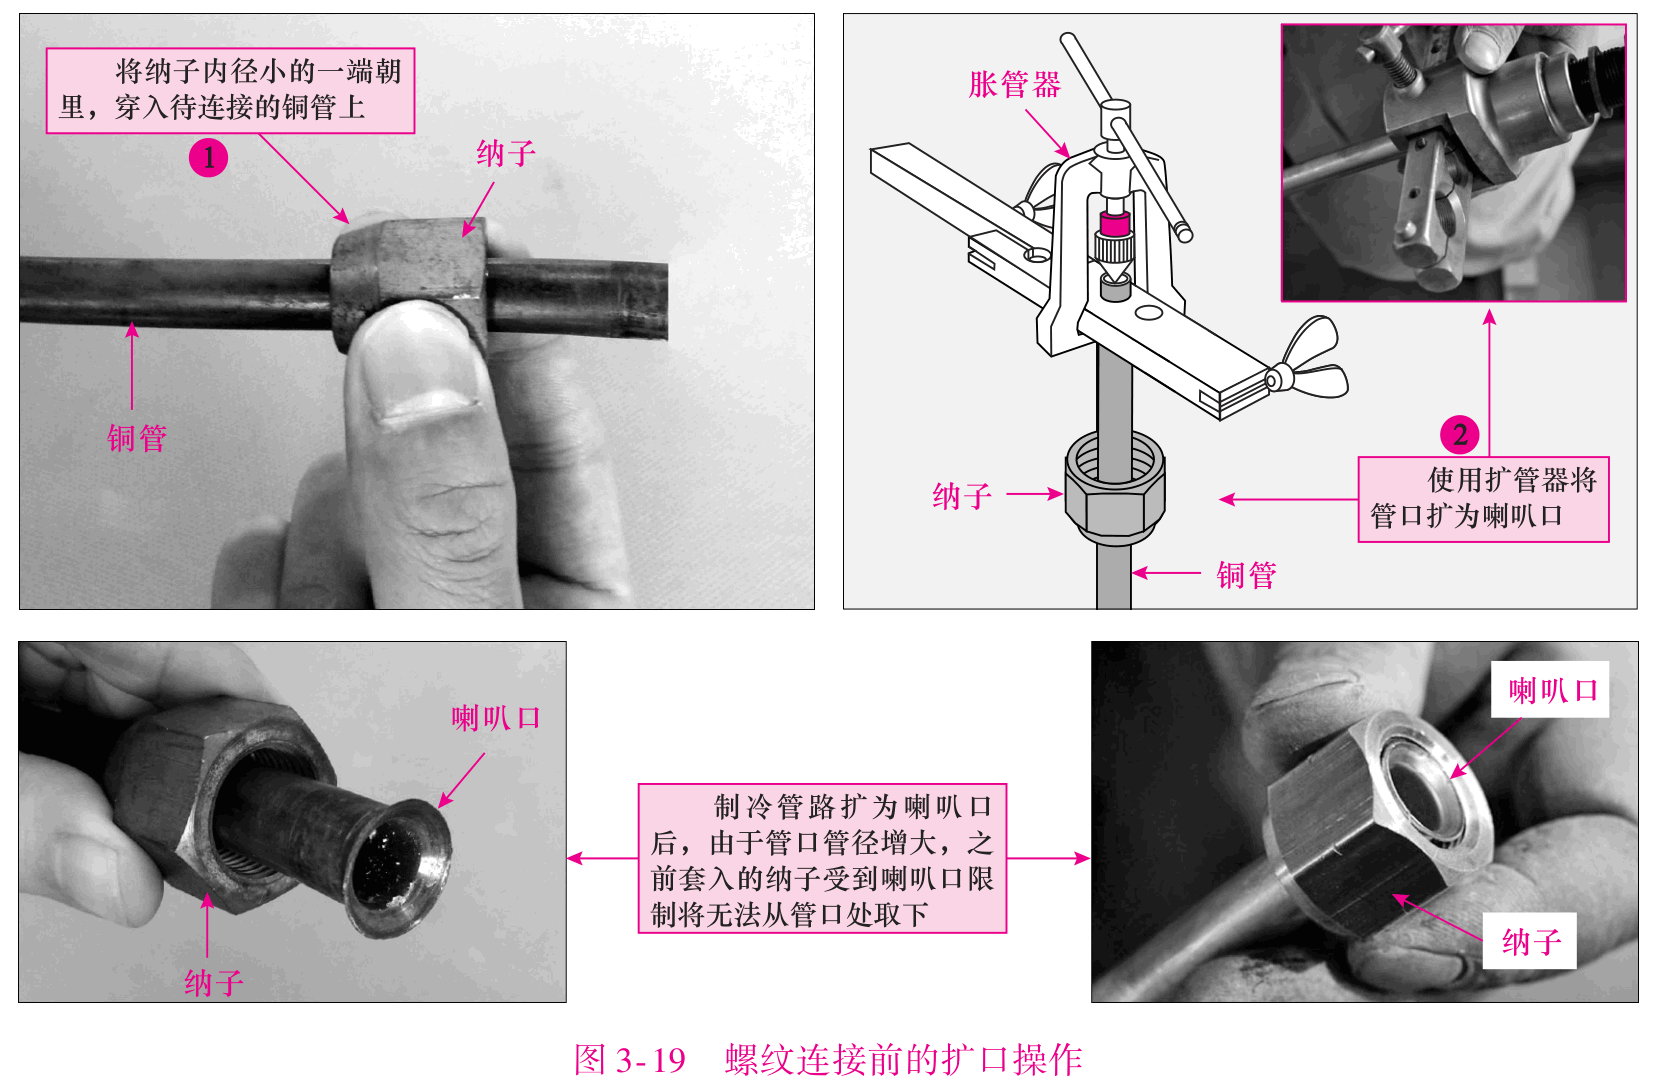 将纳子内径小的一端朝
里，穿入待连接的铜管上
1
纳子
铜管
胀管器
2
使用扩管器将
管口扩为喇叭口
纳子
铜管
喇叭口
纳子
制冷管路扩为喇叭口
后，由于管口管径增大，之
前套入的纳子受到喇叭口限
制将无法从管口处取下
喇叭口
纳子
图 3-19 螺纹连接前的扩口操作